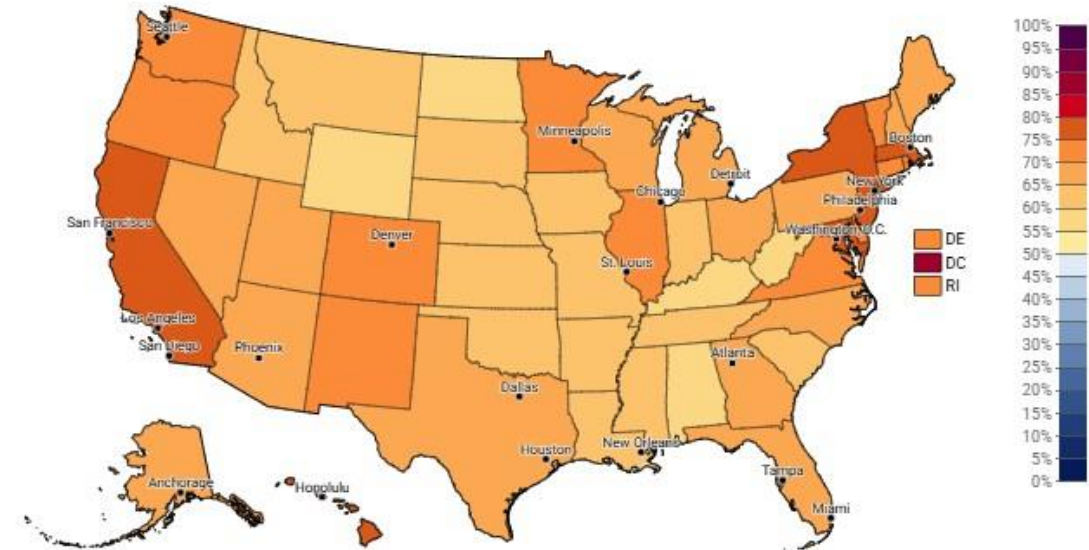 Seattle
Minneapolis
Boston
Detroit
New York
Chicago
Philadelphia
San Francisco
Denver
Washington, D.C.
St. Louis
Los Angeles
San Diego
Phoenix
Atlanta
Dallas
Houston
New Orleans
Tampa
Anchorage
Honolulu
Miami
DE
DC
RI
100%
95%
90%
85%
80%
75%
70%
65%
60%
55%
50%
45%
40%
35%
30%
25%
20%
15%
10%
5%
0%